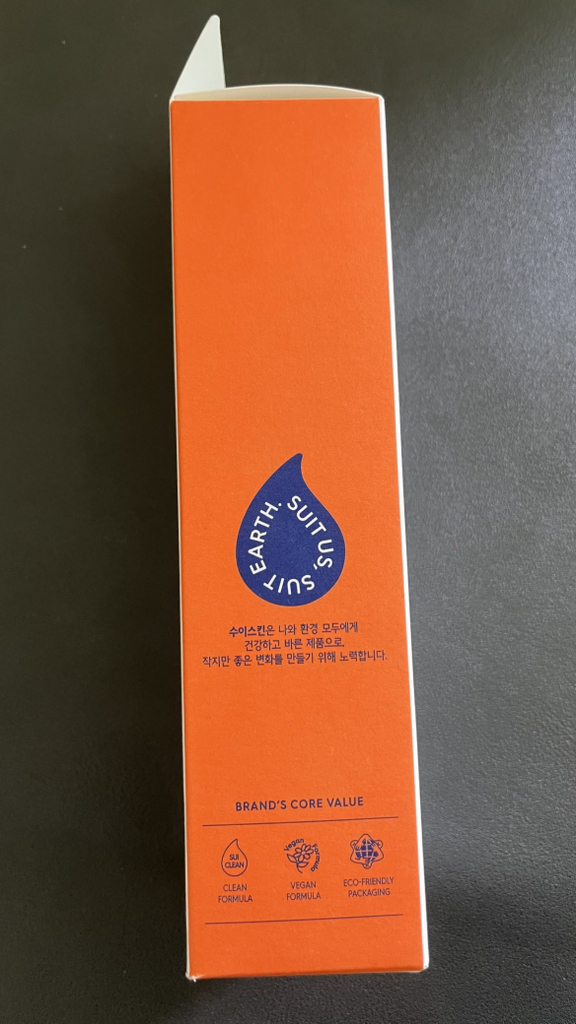 SUIT US, SUIT EARTH.
수이스킨은 나와 환경 모두에게
건강하고 바른 제품으로,
작지만 좋은 변화를 만들기 위해 노력합니다.
BRAND'S CORE VALUE
SUI
CLEAN
CLEAN
FORMULA
Vegan Formula
VEGAN
FORMULA
ECO-FRIENDLY
PACKAGING